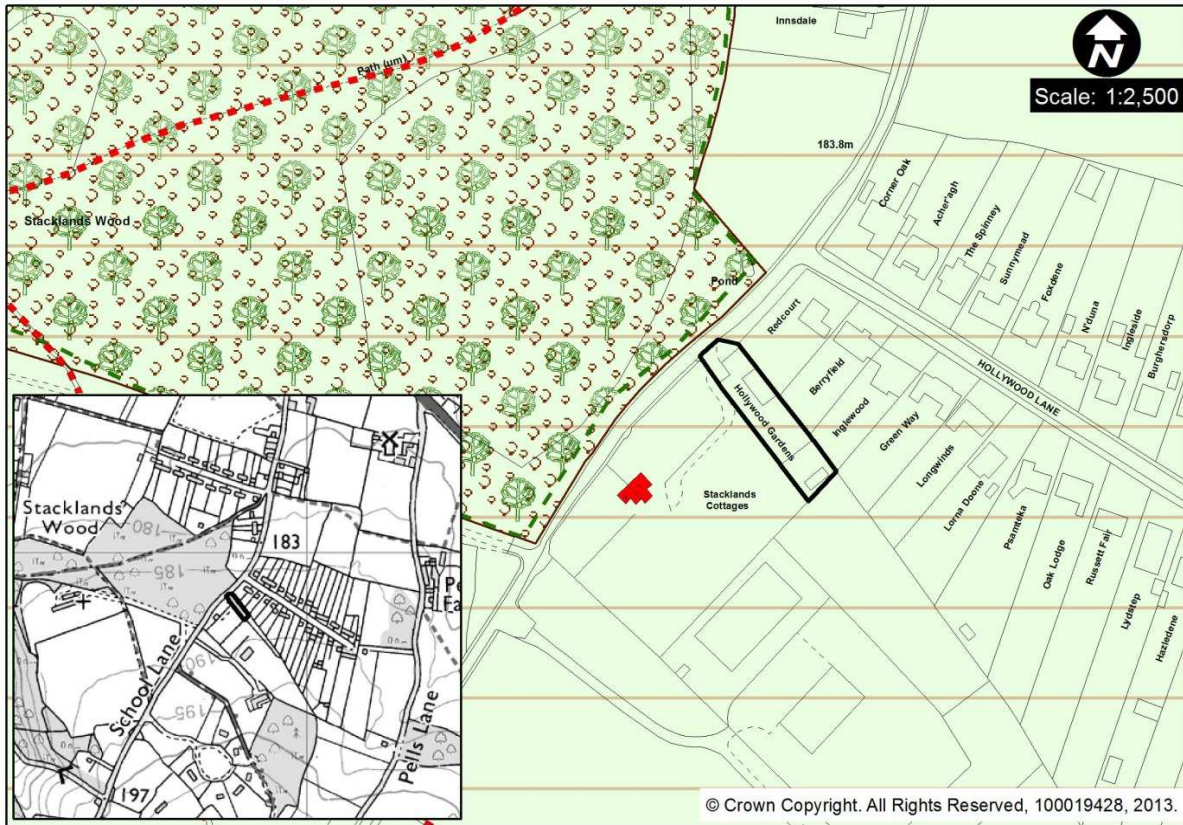 Innsdale
N
Scale: 1:2,500
Path (um)
183.8m
Corner Oak
Acher'agh
The Spinney
Sunnymead
Foxdene
N'duna
Ingleside
Burghersdorp
Stacklands Wood
Pond
Redcourt
HOLLYWOOD LANE
Berryfield
Hollywood Gardens
Inglewood
Green Way
Longwinds
Lorna Doone
Psamteka
Oak Lodge
Russett Fair
Lydstep
Hazledene
Stacklands
Cottages
Stacklands
Wood
180
183
185
190
School Lane
195
Pells Lane
197
© Crown Copyright. All Rights Reserved, 100019428, 2013.